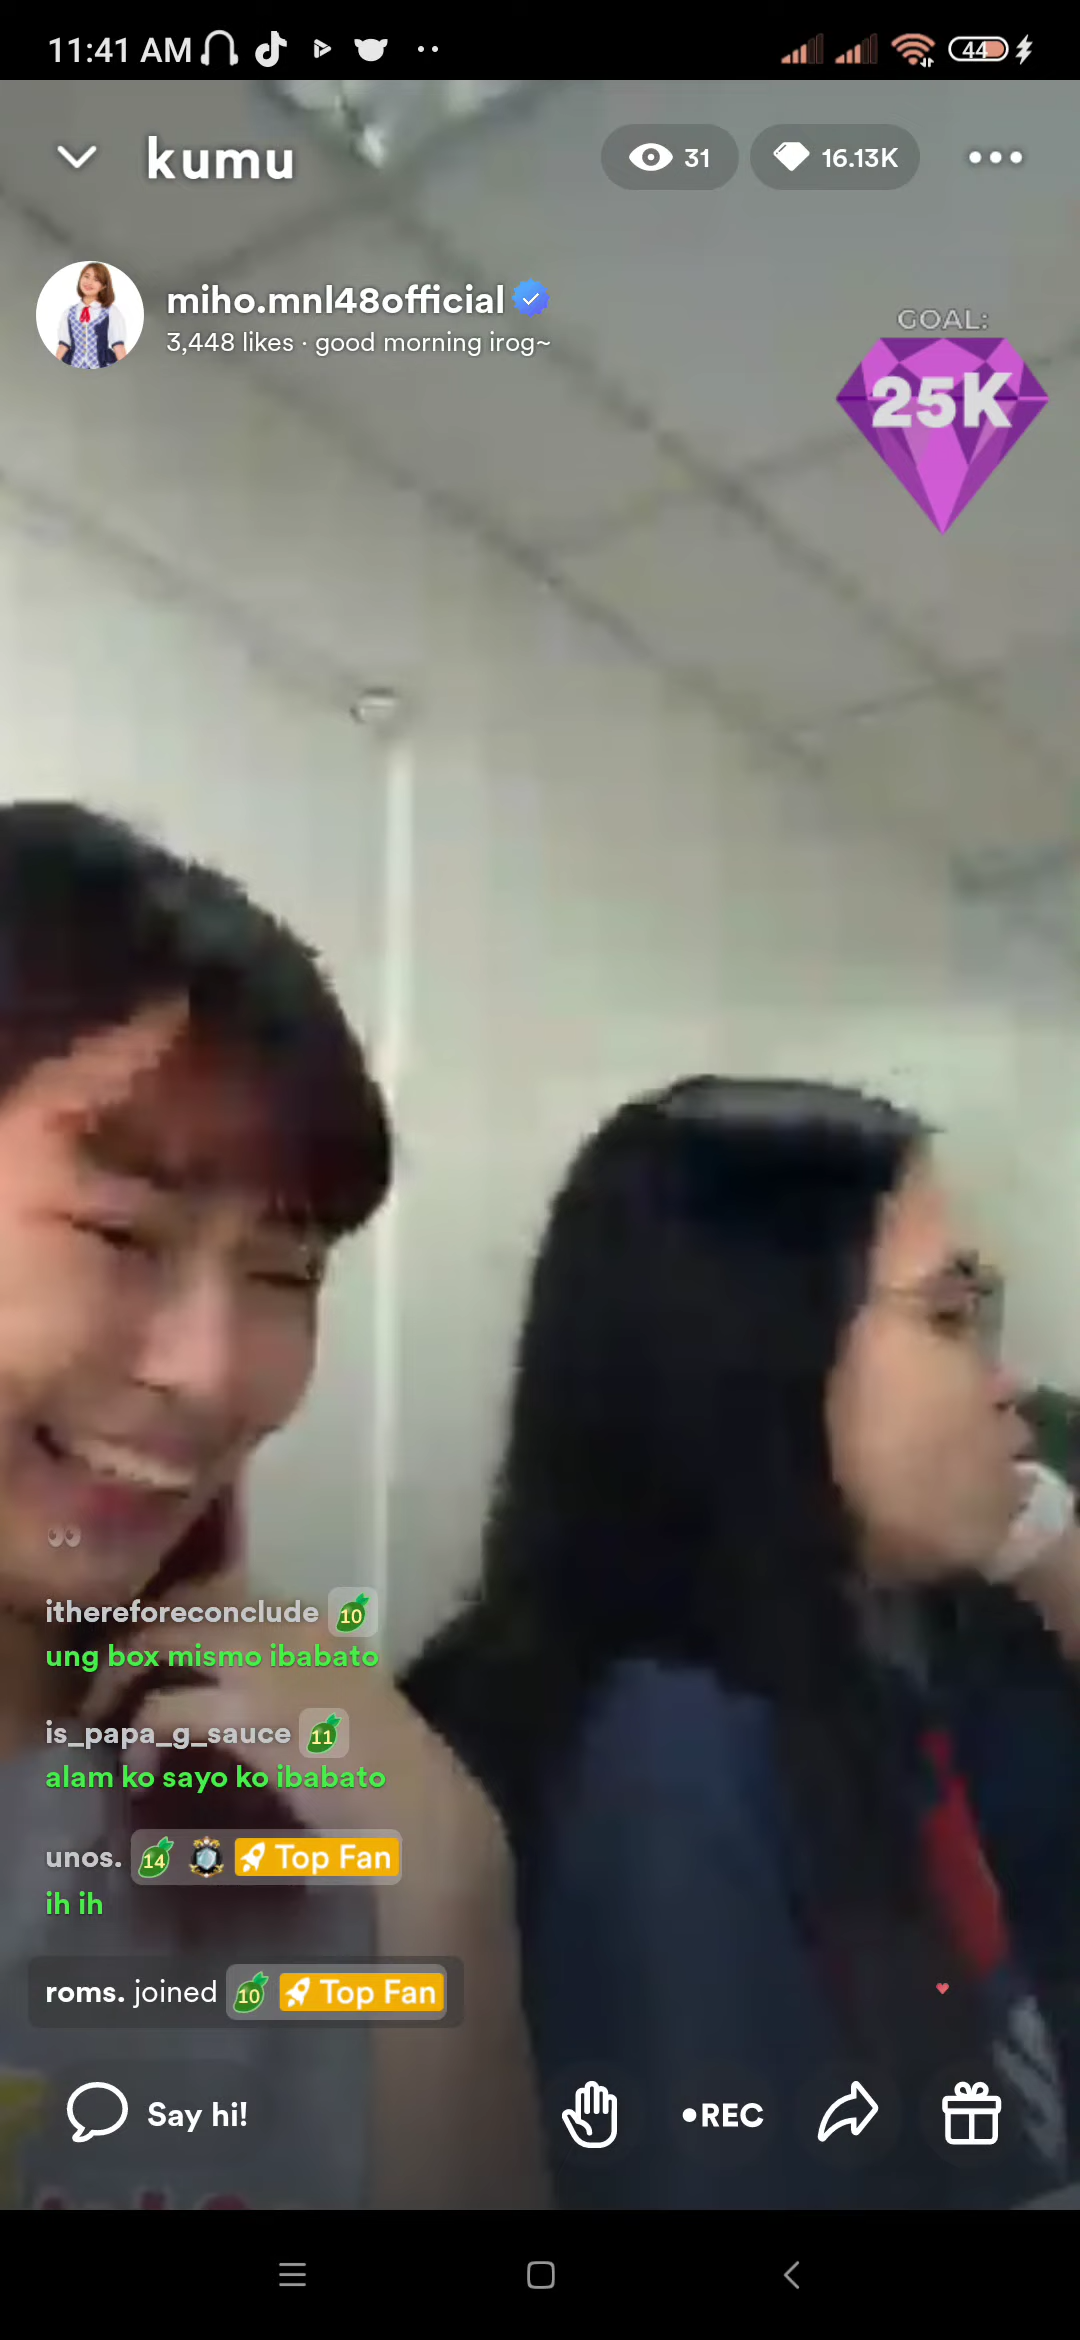 11:41 AM
44
kumu
31
16.13K
miho.mnl48official
3,448 likes · good morning irog~
GOAL:
25K
ithereforeconclude 10
ung box mismo ibabato
is_papa_g_sauce 11
alam ko sayo ko ibabato
unos. 14 Top Fan
ih ih
roms. joined 10 Top Fan
Say hi!
•REC